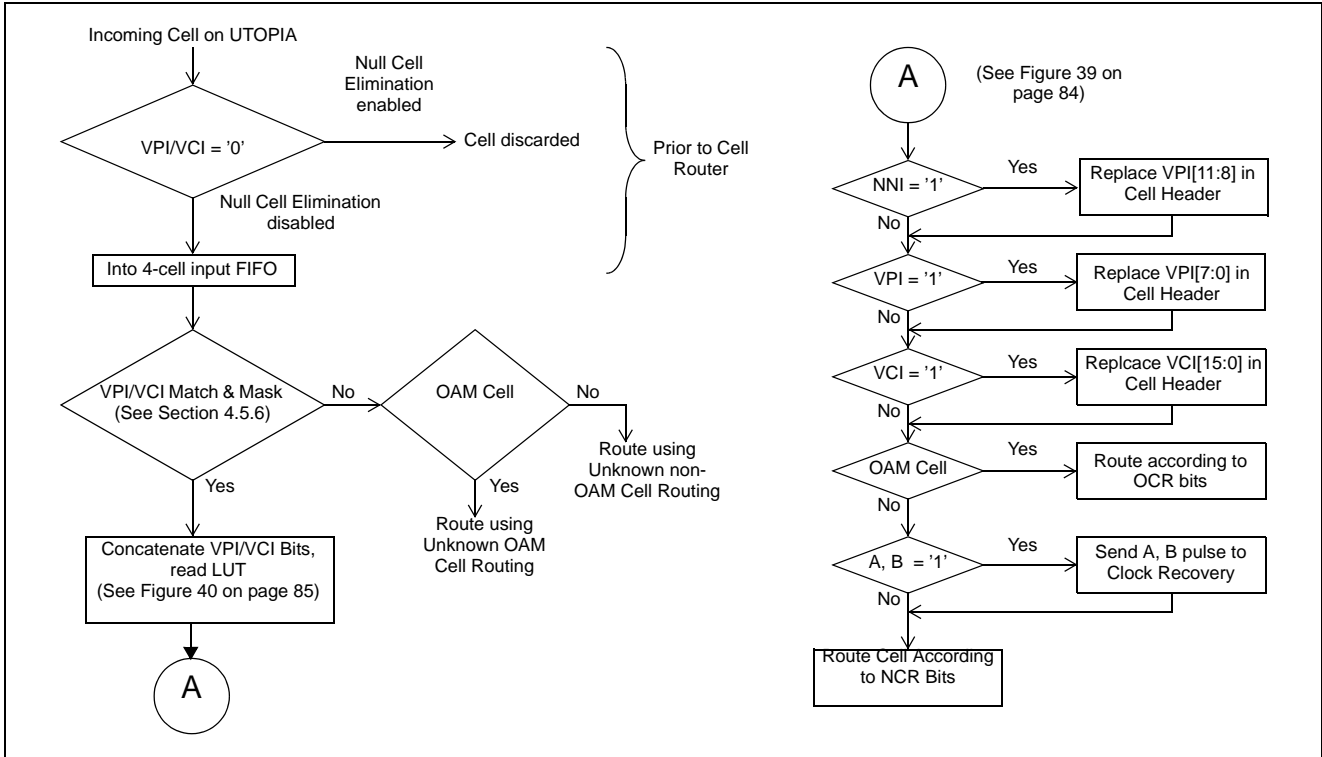 Incoming Cell on UTOPIA
Null Cell
Elimination
enabled
VPI/VCI = '0'
Cell discarded
Prior to Cell
Router
Null Cell Elimination
disabled
Into 4-cell input FIFO
VPI/VCI Match & Mask
(See Section 4.5.6)
No
OAM Cell
No
Route using
Unknown non-
OAM Cell Routing
Yes
Route using
Unknown OAM
Cell Routing
Yes
Concatenate VPI/VCI Bits,
read LUT
(See Figure 40 on page 85)
A
A
(See Figure 39 on
page 84)
NNI = '1'
Yes
Replace VPI[11:8] in
Cell Header
No
VPI = '1'
Yes
Replace VPI[7:0] in
Cell Header
No
VCI = '1'
Yes
Replcace VCI[15:0] in
Cell Header
No
OAM Cell
Yes
Route according to
OCR bits
No
A, B = '1'
Yes
Send A, B pulse to
Clock Recovery
No
Route Cell According
to NCR Bits